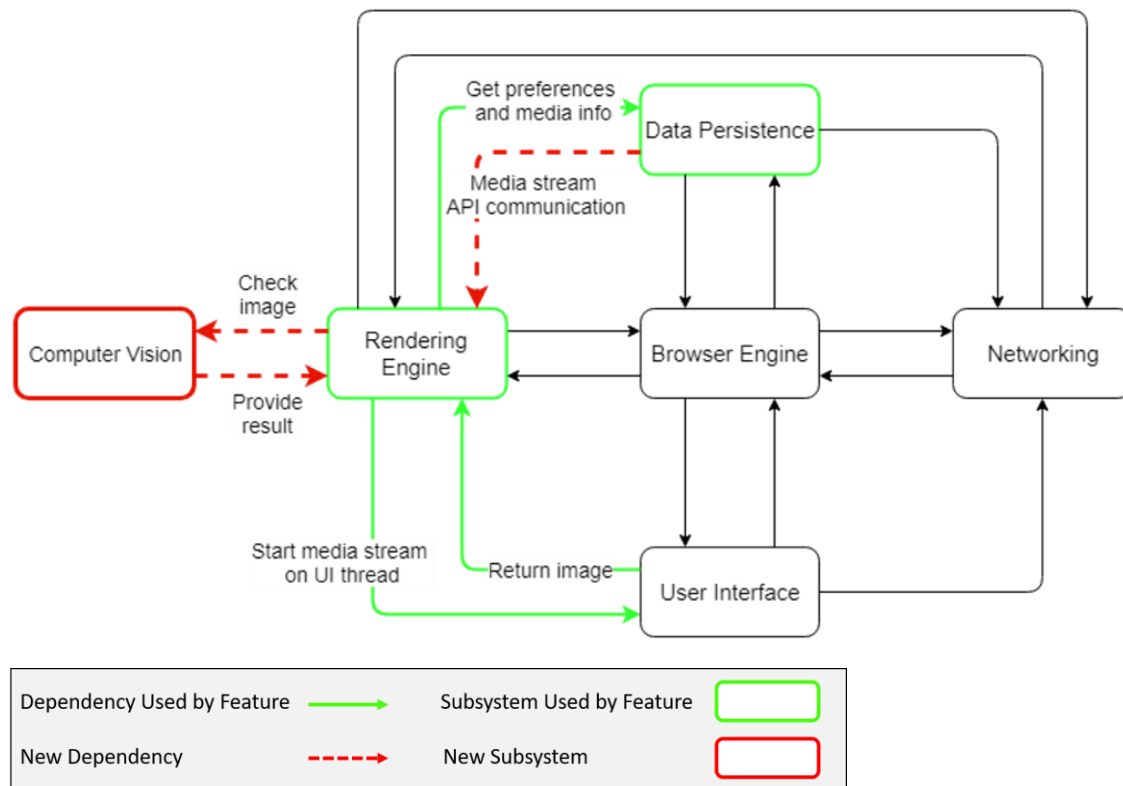 Get preferences
and media info
Data Persistence
Media stream
API communication
Check
image
Computer Vision
Rendering
Engine
Browser Engine
Networking
Provide
result
Start media stream
on UI thread
Return image
User Interface
Dependency Used by Feature
Subsystem Used by Feature
New Dependency
New Subsystem